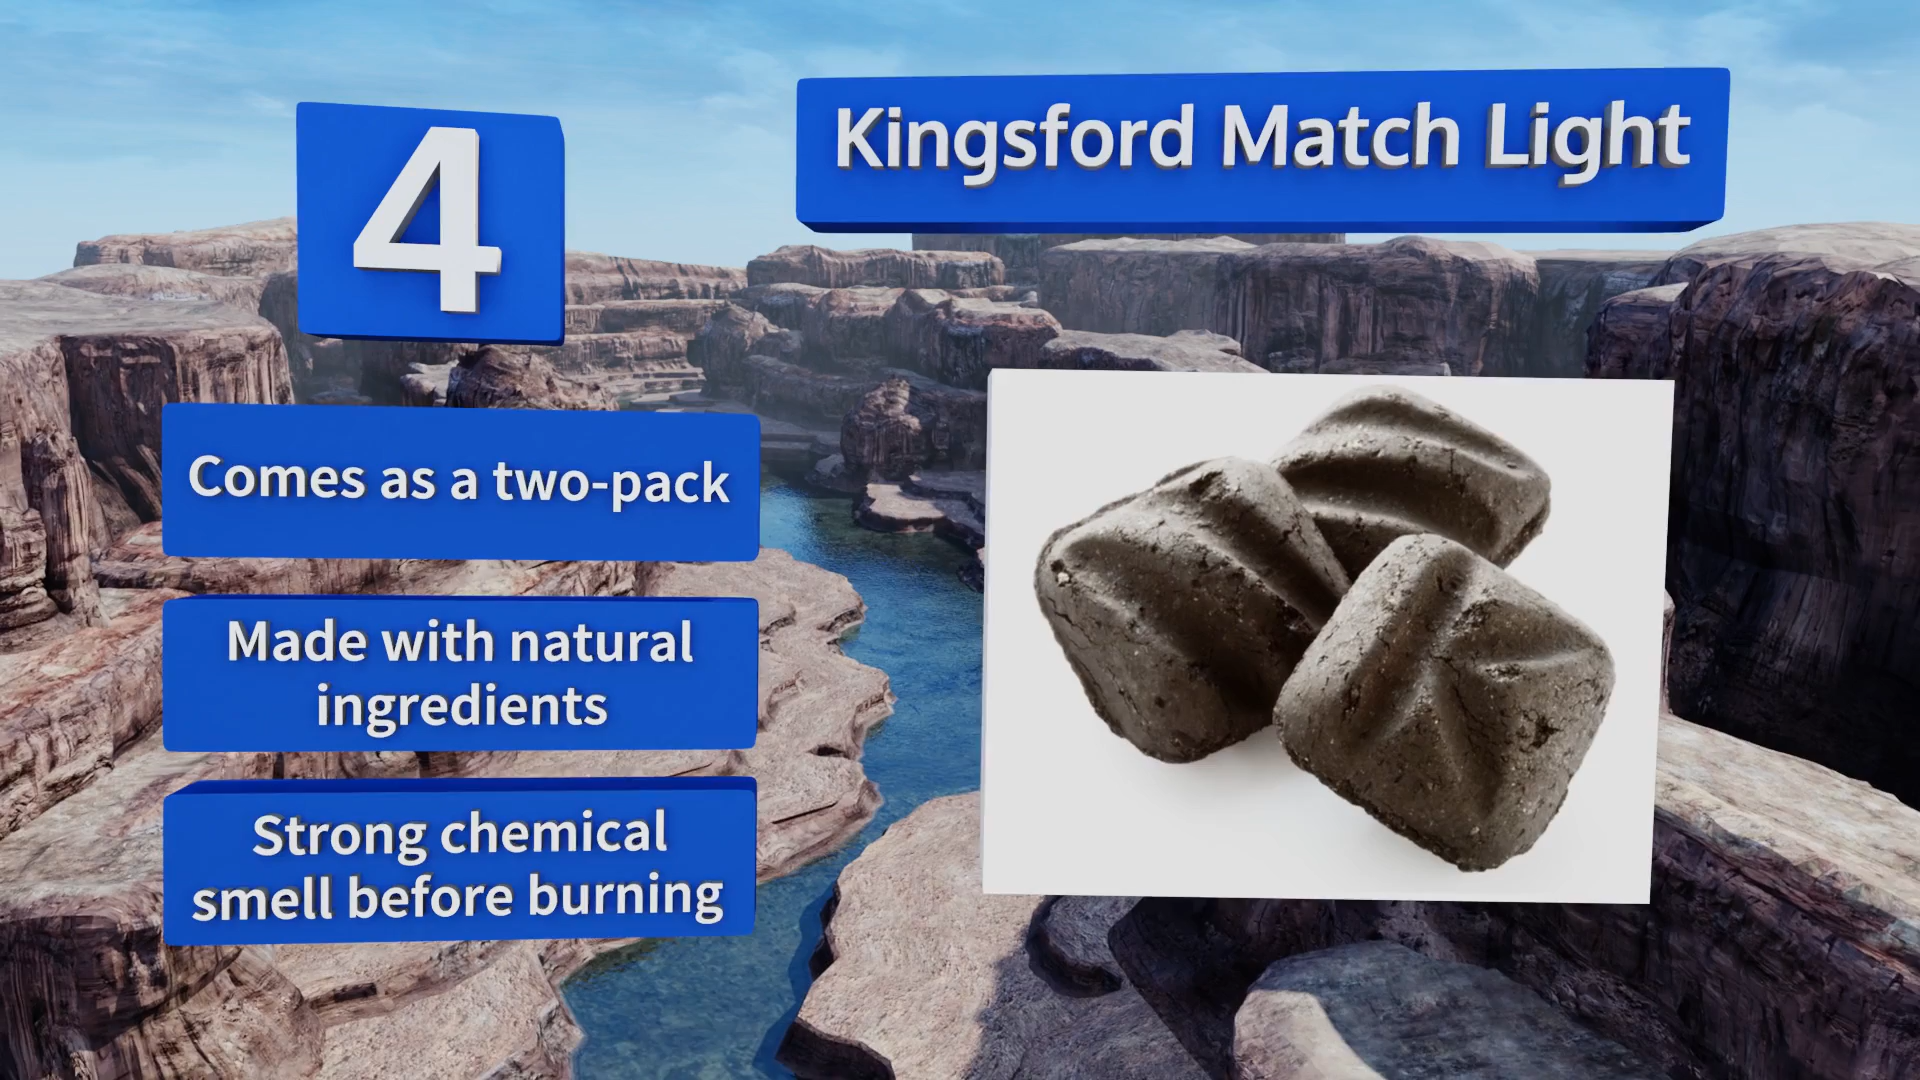 4
Kingsford Match Light
Comes as a two-pack
Made with natural
ingredients
Strong chemical
smell before burning
K